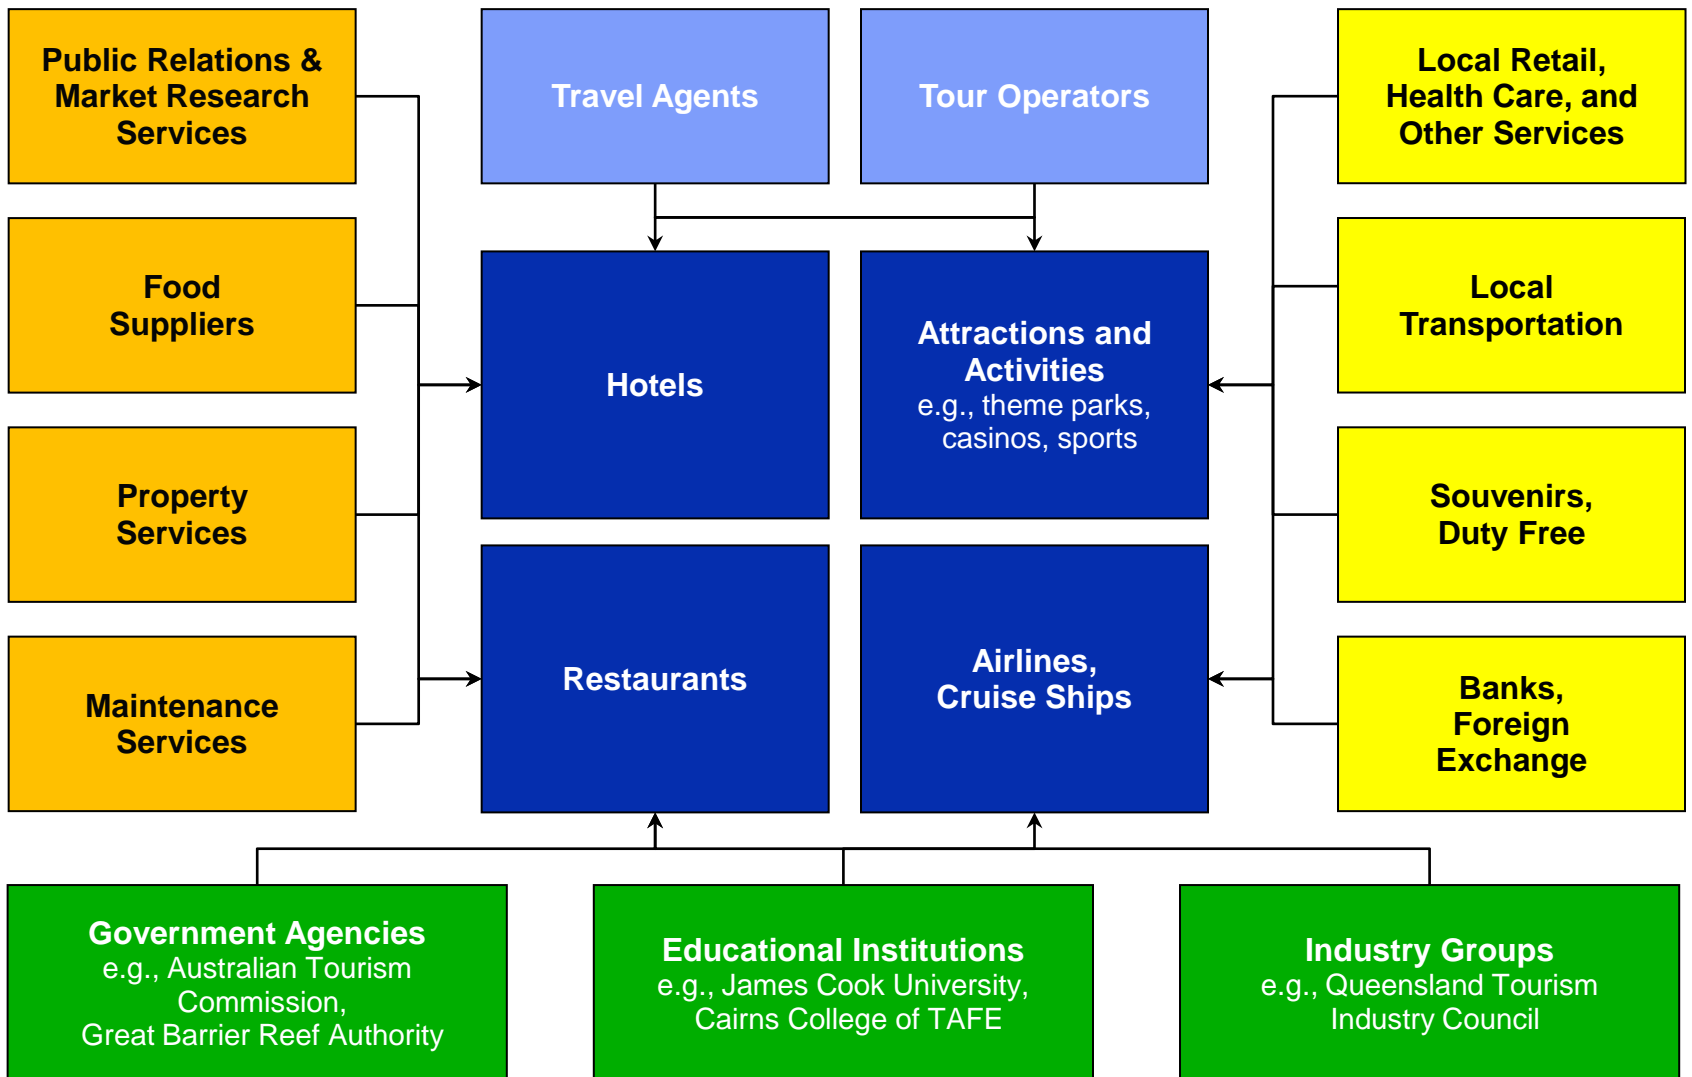 Public Relations &
Market Research
Services
Travel Agents
Tour Operators
Local Retail,
Health Care, and
Other Services
Food
Suppliers
Hotels
Attractions and
Activities
e.g., theme parks,
casinos, sports
Local
Transportation
Property
Services
Souvenirs,
Duty Free
Maintenance
Services
Restaurants
Airlines,
Cruise Ships
Banks,
Foreign
Exchange
Government Agencies
e.g., Australian Tourism
Commission,
Great Barrier Reef Authority
Educational Institutions
e.g., James Cook University,
Cairns College of TAFE
Industry Groups
e.g., Queensland Tourism
Industry Council